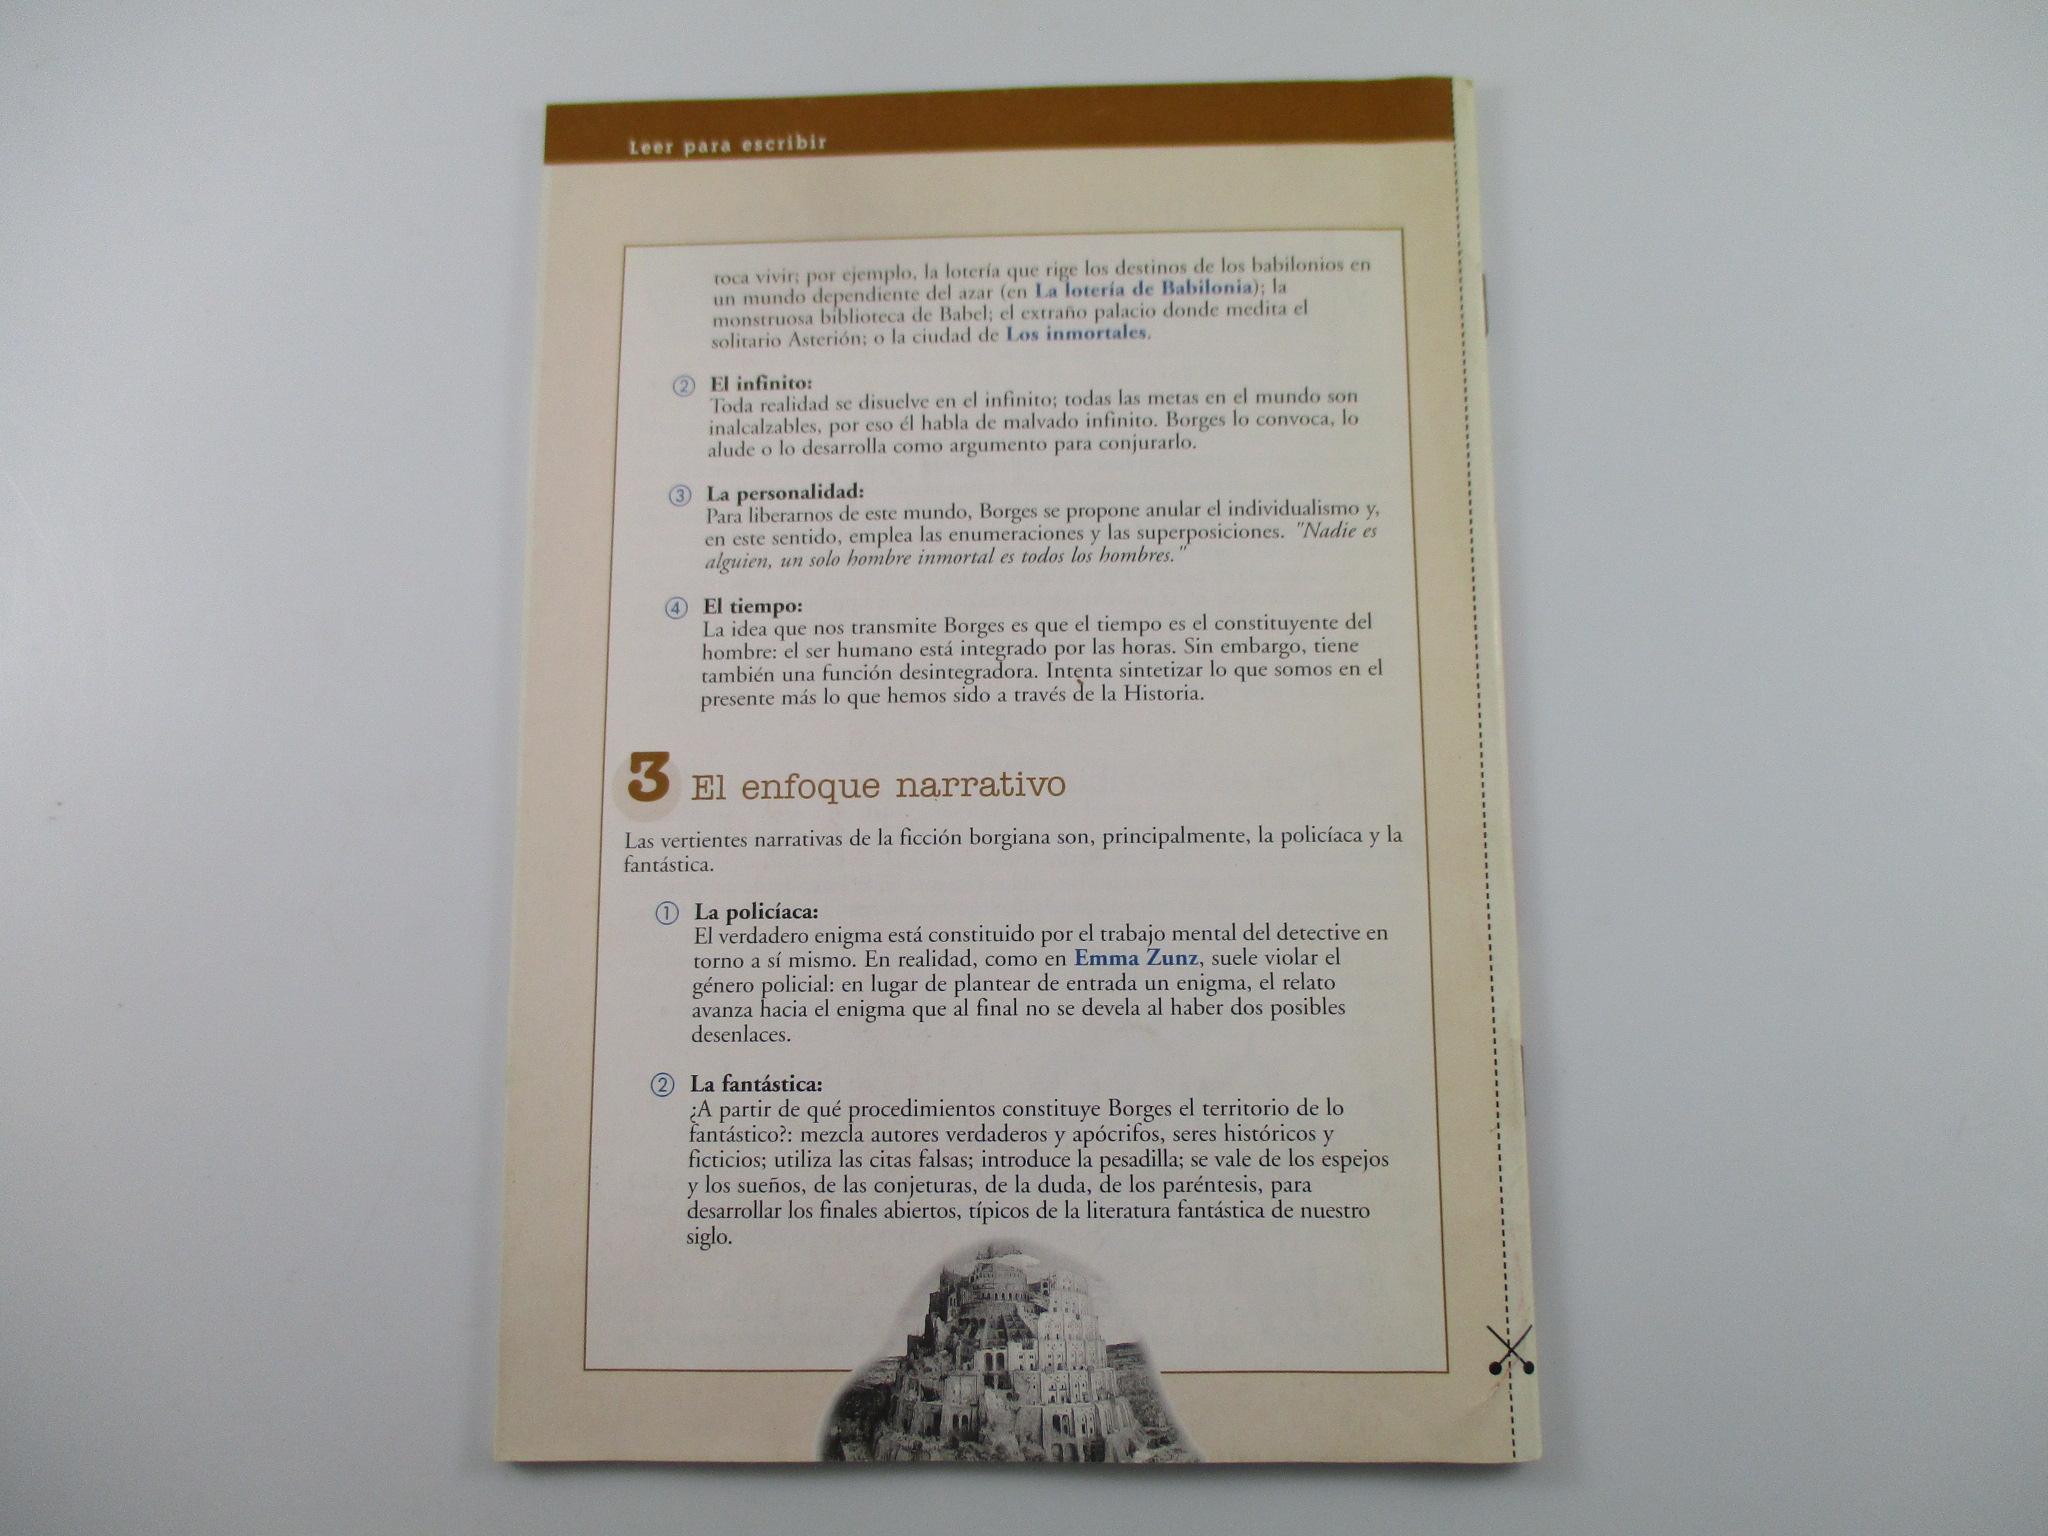 Leer para escribir
toca vivir; por ejemplo, la lotería que rige los destinos de los babilonios en
un mundo dependiente del azar (en La lotería de Babilonia); la
monstruosa biblioteca de Babel; el extraño palacio donde medita el
solitario Asterión; o la ciudad de Los inmortales.
2 El infinito:
Toda realidad se disuelve en el infinito; todas las metas en el mundo son
inalcalzables, por eso él habla de malvado infinito. Borges lo convoca, lo
alude o lo desarrolla como argumento para conjurarlo.
3 La personalidad:
Para liberarnos de este mundo, Borges se propone anular el individualismo y,
en este sentido, emplea las enumeraciones y las superposiciones. "Nadie es
alguien, un solo hombre inmortal es todos los hombres."
4 El tiempo:
La idea que nos transmite Borges es que el tiempo es el constituyente del
hombre: el ser humano está integrado por las horas. Sin embargo, tiene
también una función desintegradora. Intenta sintetizar lo que somos en el
presente más lo que hemos sido a través de la Historia.
3 El enfoque narrativo
Las vertientes narrativas de la ficción borgiana son, principalmente, la policíaca y la
fantástica.
1 La policíaca:
El verdadero enigma está constituido por el trabajo mental del detective en
torno a sí mismo. En realidad, como en Emma Zunz, suele violar el
género policial: en lugar de plantear de entrada un enigma, el relato
avanza hacia el enigma que al final no se devela al haber dos posibles
desenlaces.
2 La fantástica:
¿A partir de qué procedimientos constituye Borges el territorio de lo
fantástico?: mezcla autores verdaderos y apócrifos, seres históricos y
ficticios; utiliza las citas falsas; introduce la pesadilla; se vale de los espejos
y los sueños, de las conjeturas, de la duda, de los paréntesis, para
desarrollar los finales abiertos, típicos de la literatura fantástica de nuestro
siglo.